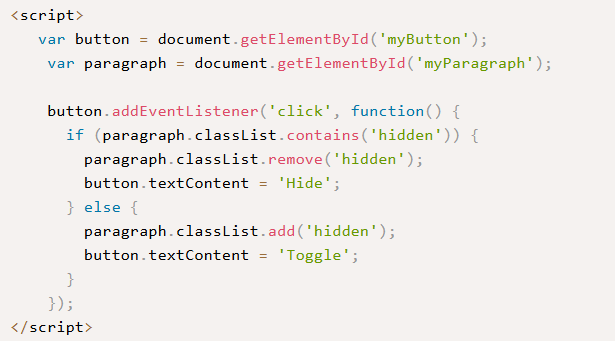 <script>
   var button = document.getElementById('myButton');
    var paragraph = document.getElementById('myParagraph');

    button.addEventListener('click', function() {
      if (paragraph.classList.contains('hidden')) {
        paragraph.classList.remove('hidden');
        button.textContent = 'Hide';
      } else {
        paragraph.classList.add('hidden');
        button.textContent = 'Toggle';
      }
    });
</script>